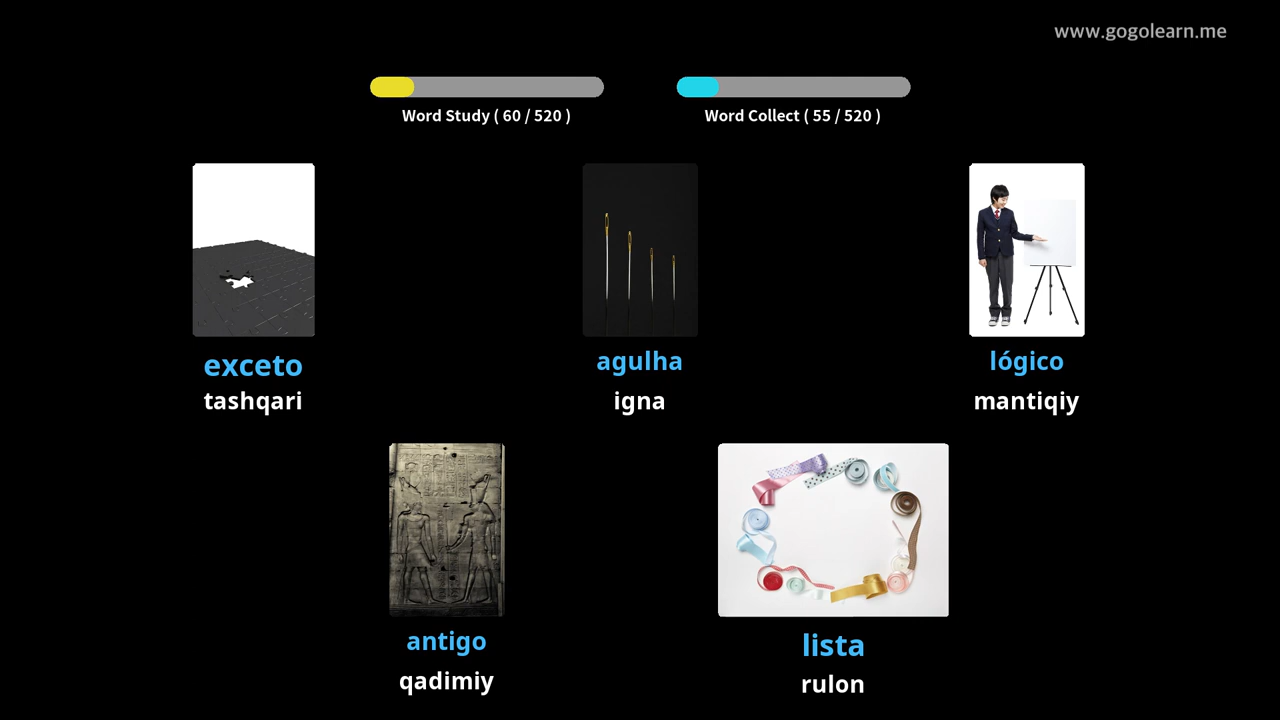 www.gogolearn.me
Word Study ( 60 / 520 )
Word Collect ( 55 / 520 )
exceto
tashqari
agulha
igna
lógico
mantiqiy
antigo
qadimiy
lista
rulon